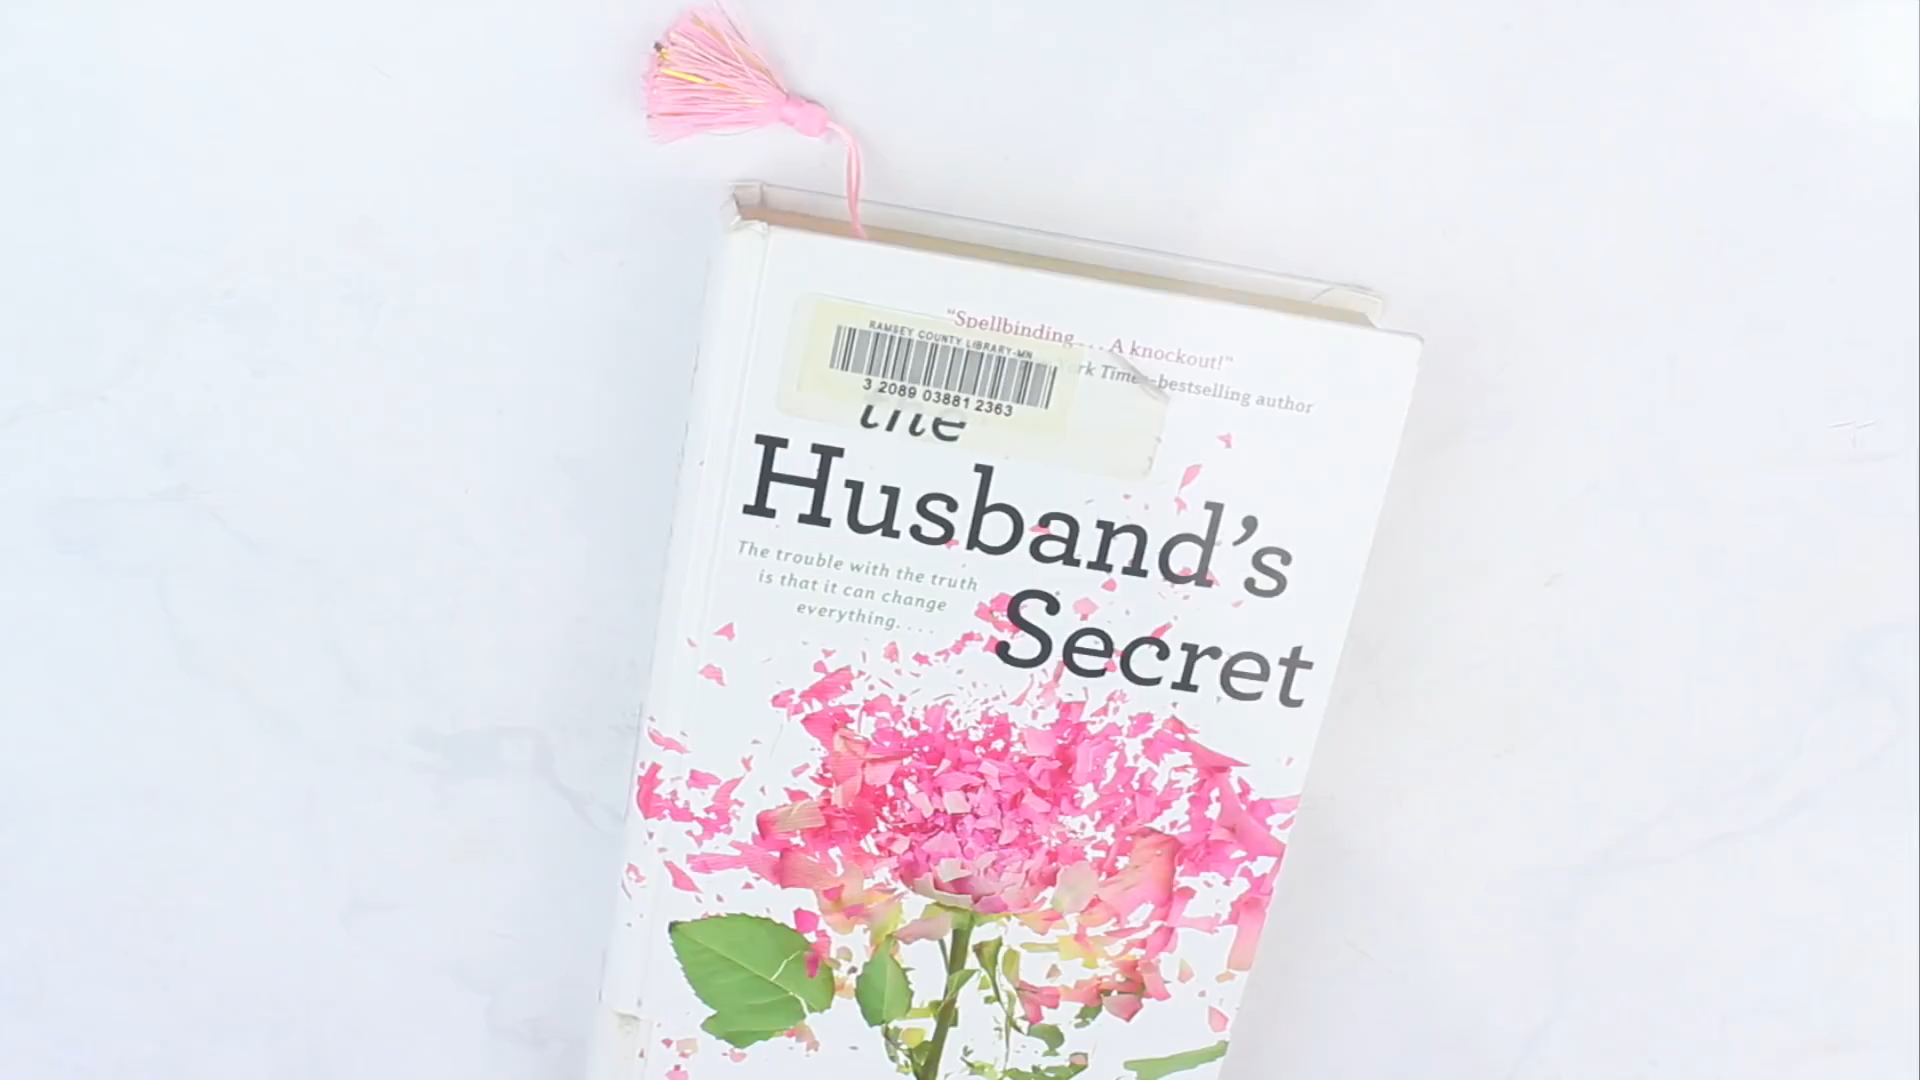 "Spellbinding. . . . A knockout!"
Times-bestselling author
RAMSEY COUNTY LIBRARY-MN
3 2089 03881 2363
the
Husband's
Secret
The trouble with the truth
is that it can change
everything. . . .